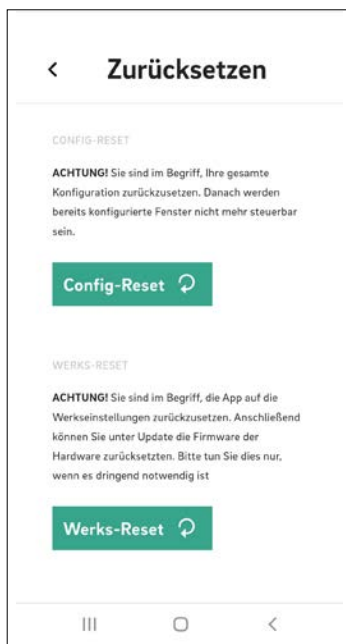 Zurücksetzen
CONFIG-RESET
ACHTUNG! Sie sind im Begriff, Ihre gesamte
Konfiguration zurückzusetzen. Danach werden
bereits konfigurierte Fenster nicht mehr steuerbar
sein.
Config-Reset
WERKS-RESET
ACHTUNG! Sie sind im Begriff, die App auf die
Werkseinstellungen zurückzusetzen. Anschließend
können Sie unter Update die Firmware der
Hardware zurücksetzten. Bitte tun Sie dies nur,
wenn es dringend notwendig ist
Werks-Reset